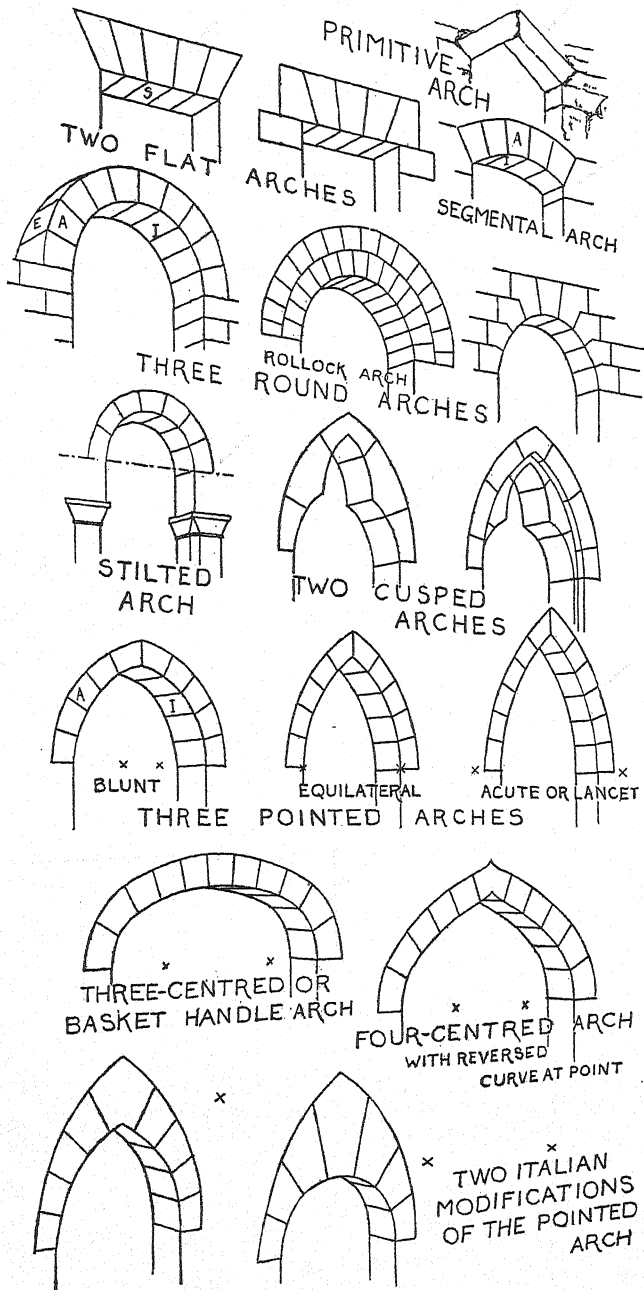 PRIMITIVE
ARCH
S
TWO FLAT
ARCHES
A
I
SEGMENTAL ARCH
E A I
THREE
ROLLOCK ARCH
ROUND ARCHES
STILTED
ARCH
TWO CUSPED
ARCHES
A
I
BLUNT
EQUILATERAL
ACUTE OR LANCET
THREE POINTED ARCHES
THREE-CENTRED OR
BASKET HANDLE ARCH
FOUR-CENTRED ARCH
WITH REVERSED
CURVE AT POINT
TWO ITALIAN
MODIFICATIONS
OF THE POINTED
ARCH